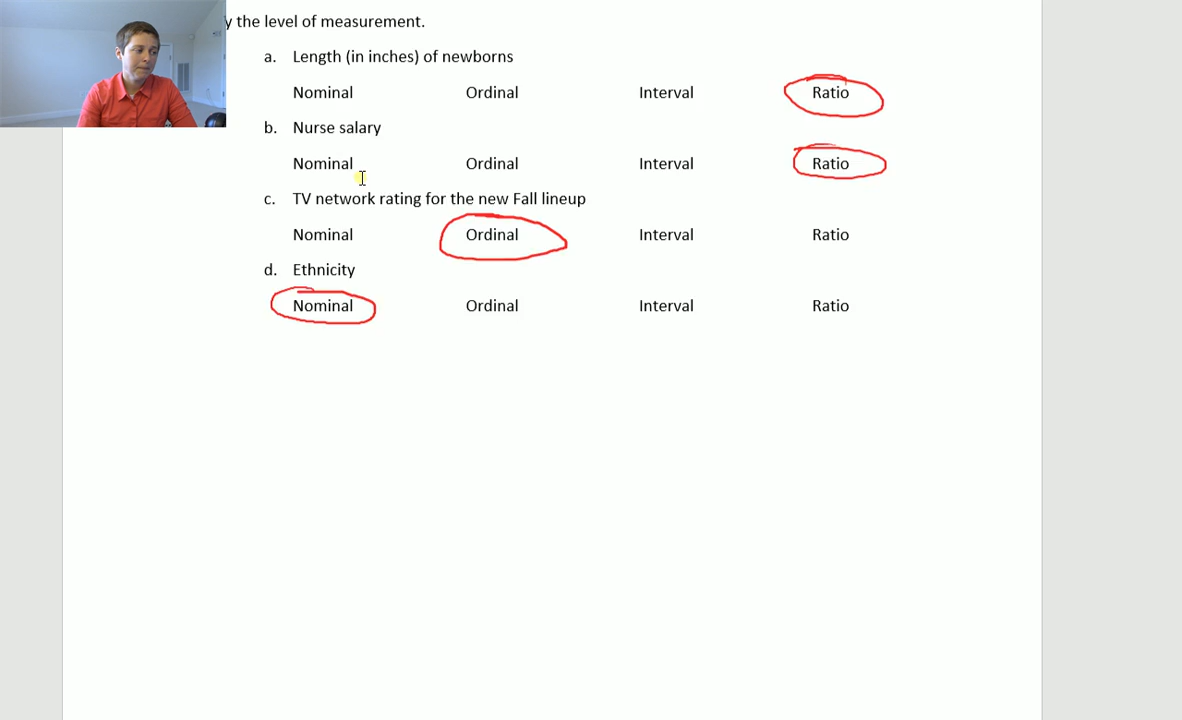 y the level of measurement.
a. Length (in inches) of newborns
Nominal Ordinal Interval Ratio
b. Nurse salary
Nominal Ordinal Interval Ratio
c. TV network rating for the new Fall lineup
Nominal Ordinal Interval Ratio
d. Ethnicity
Nominal Ordinal Interval Ratio